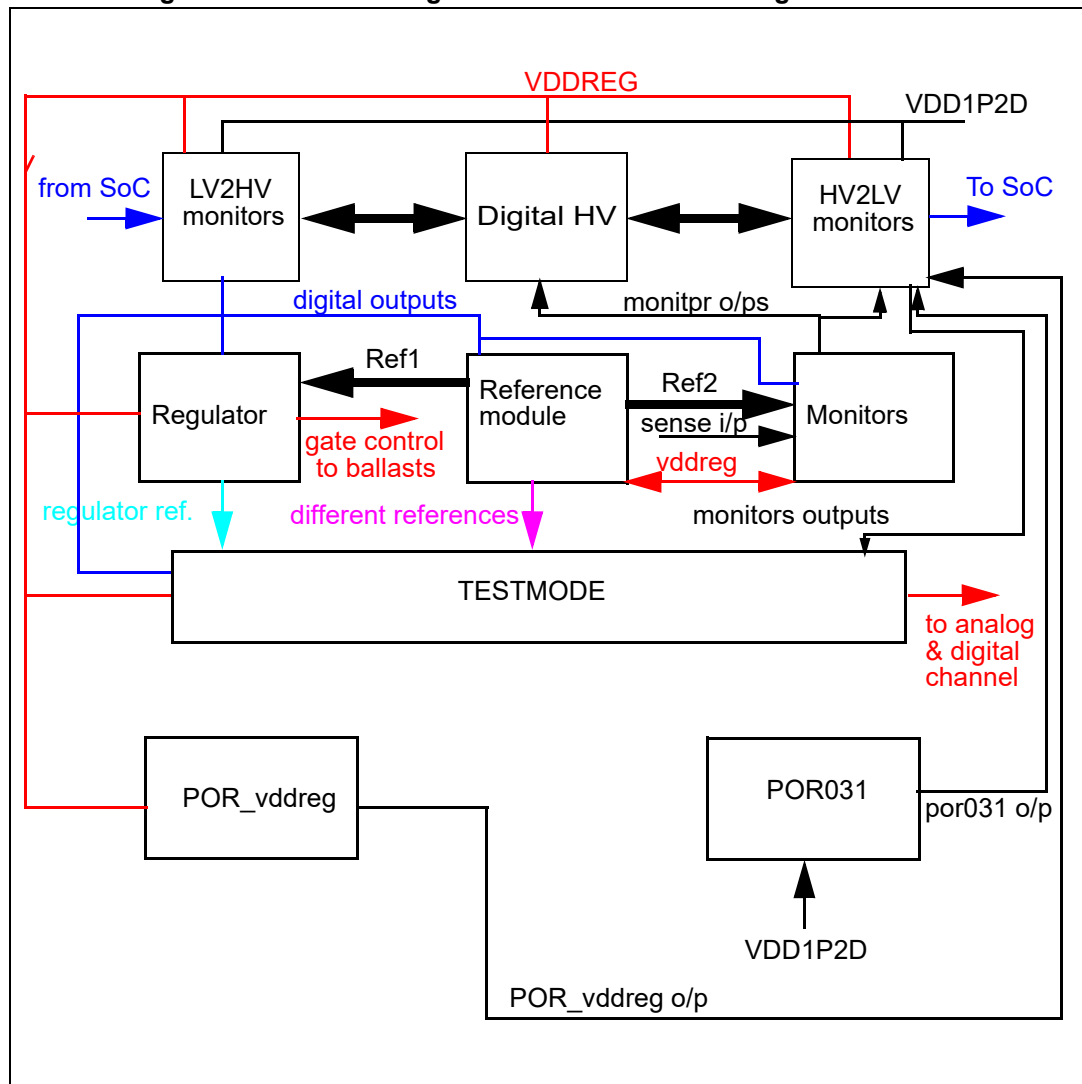 VDDREG
VDD1P2D
from SoC
LV2HV
monitors
Digital HV
HV2LV
monitors
To SoC
digital outputs
monitpr o/ps
Ref1
Regulator
Reference
module
Ref2
sense i/p
Monitors
gate control
to ballasts
vddreg
regulator ref.
different references
monitors outputs
TESTMODE
to analog
& digital
channel
POR_vddreg
POR031
por031 o/p
VDD1P2D
POR_vddreg o/p